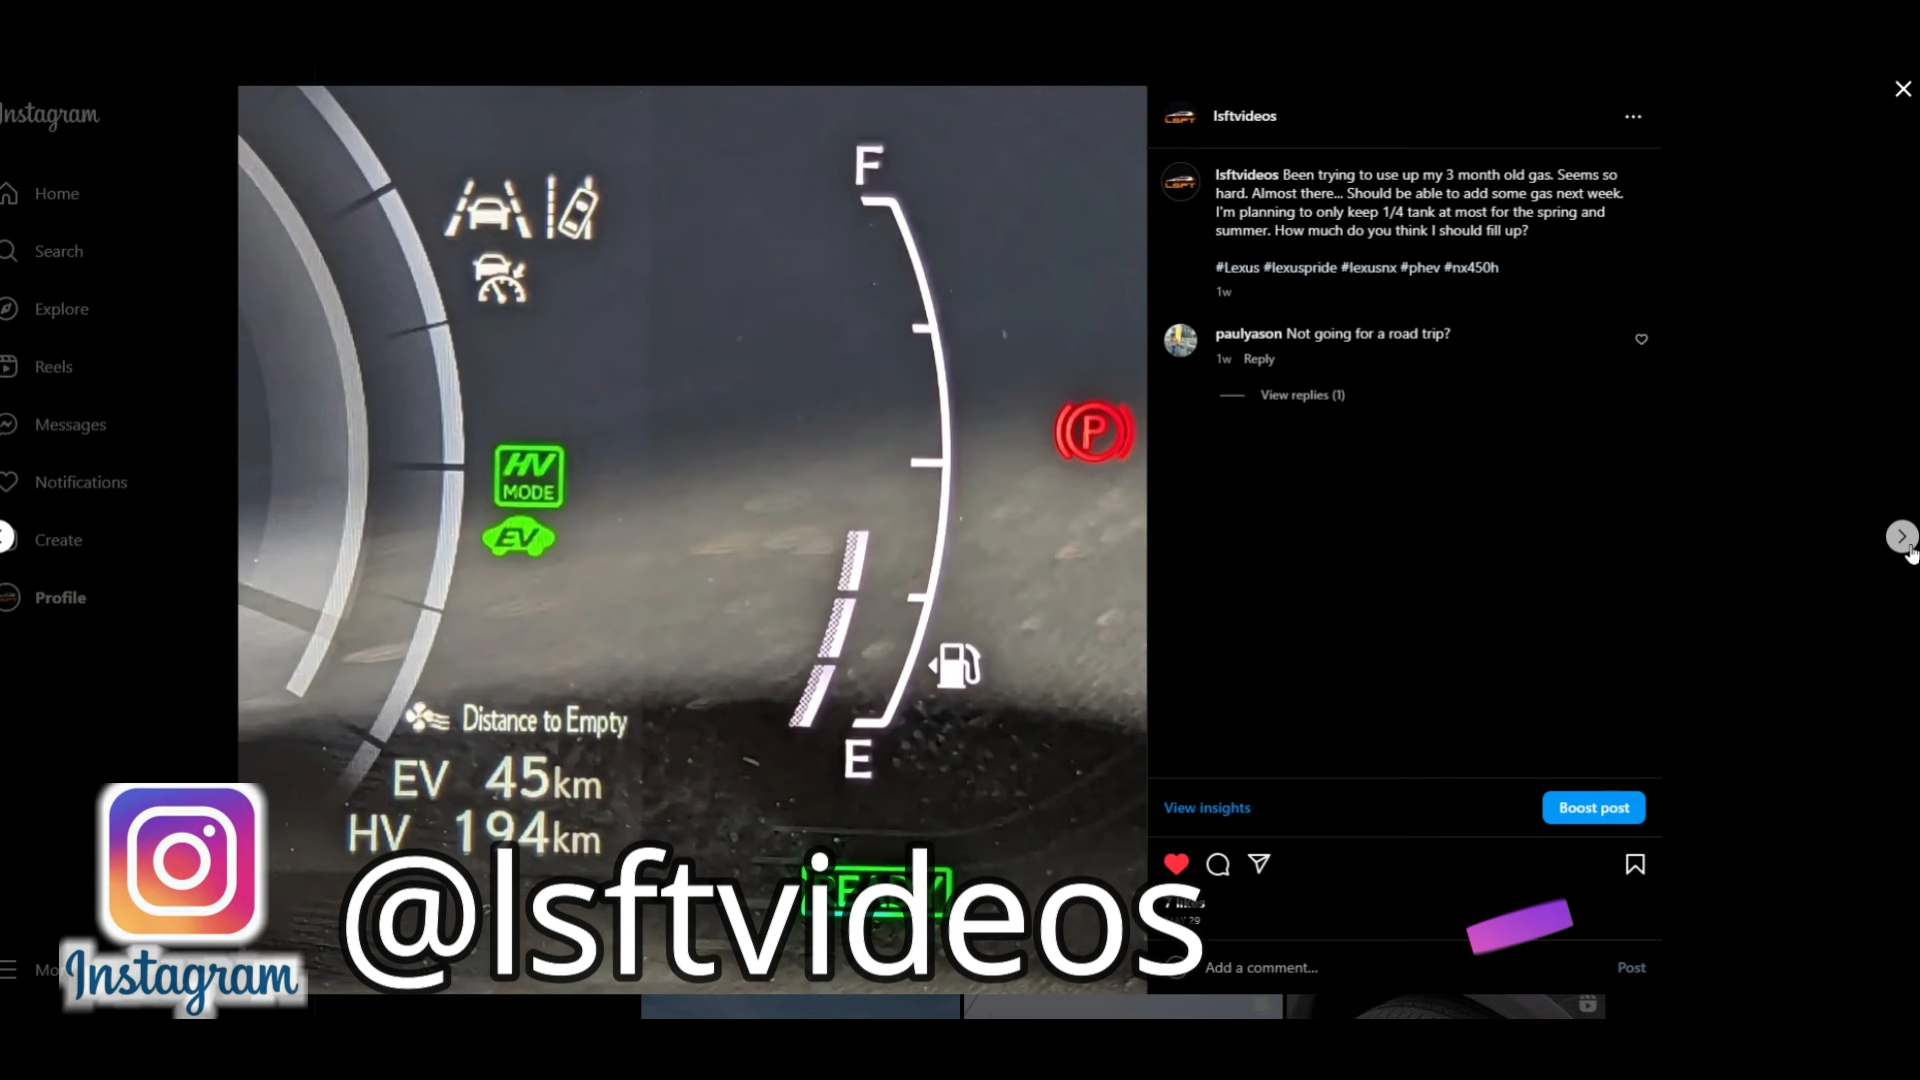 Instagram
Home
Search
Explore
Reels
Messages
Notifications
Create
Profile
F
HV
MODE
EV
P
Distance to Empty
EV 45km
HV 194km
E
lsftvideos
lsftvideos Been trying to use up my 3 month old gas. Seems so
hard. Almost there... Should be able to add some gas next week.
I'm planning to only keep 1/4 tank at most for the spring and
summer. How much do you think I should fill up?
#Lexus #lexuspride #lexusnx #phev #nx450h
1w
paulyason Not going for a road trip?
1w Reply
View replies (1)
View insights
Boost post
7 likes
Add a comment...
Post
Instagram
@lsftvideos